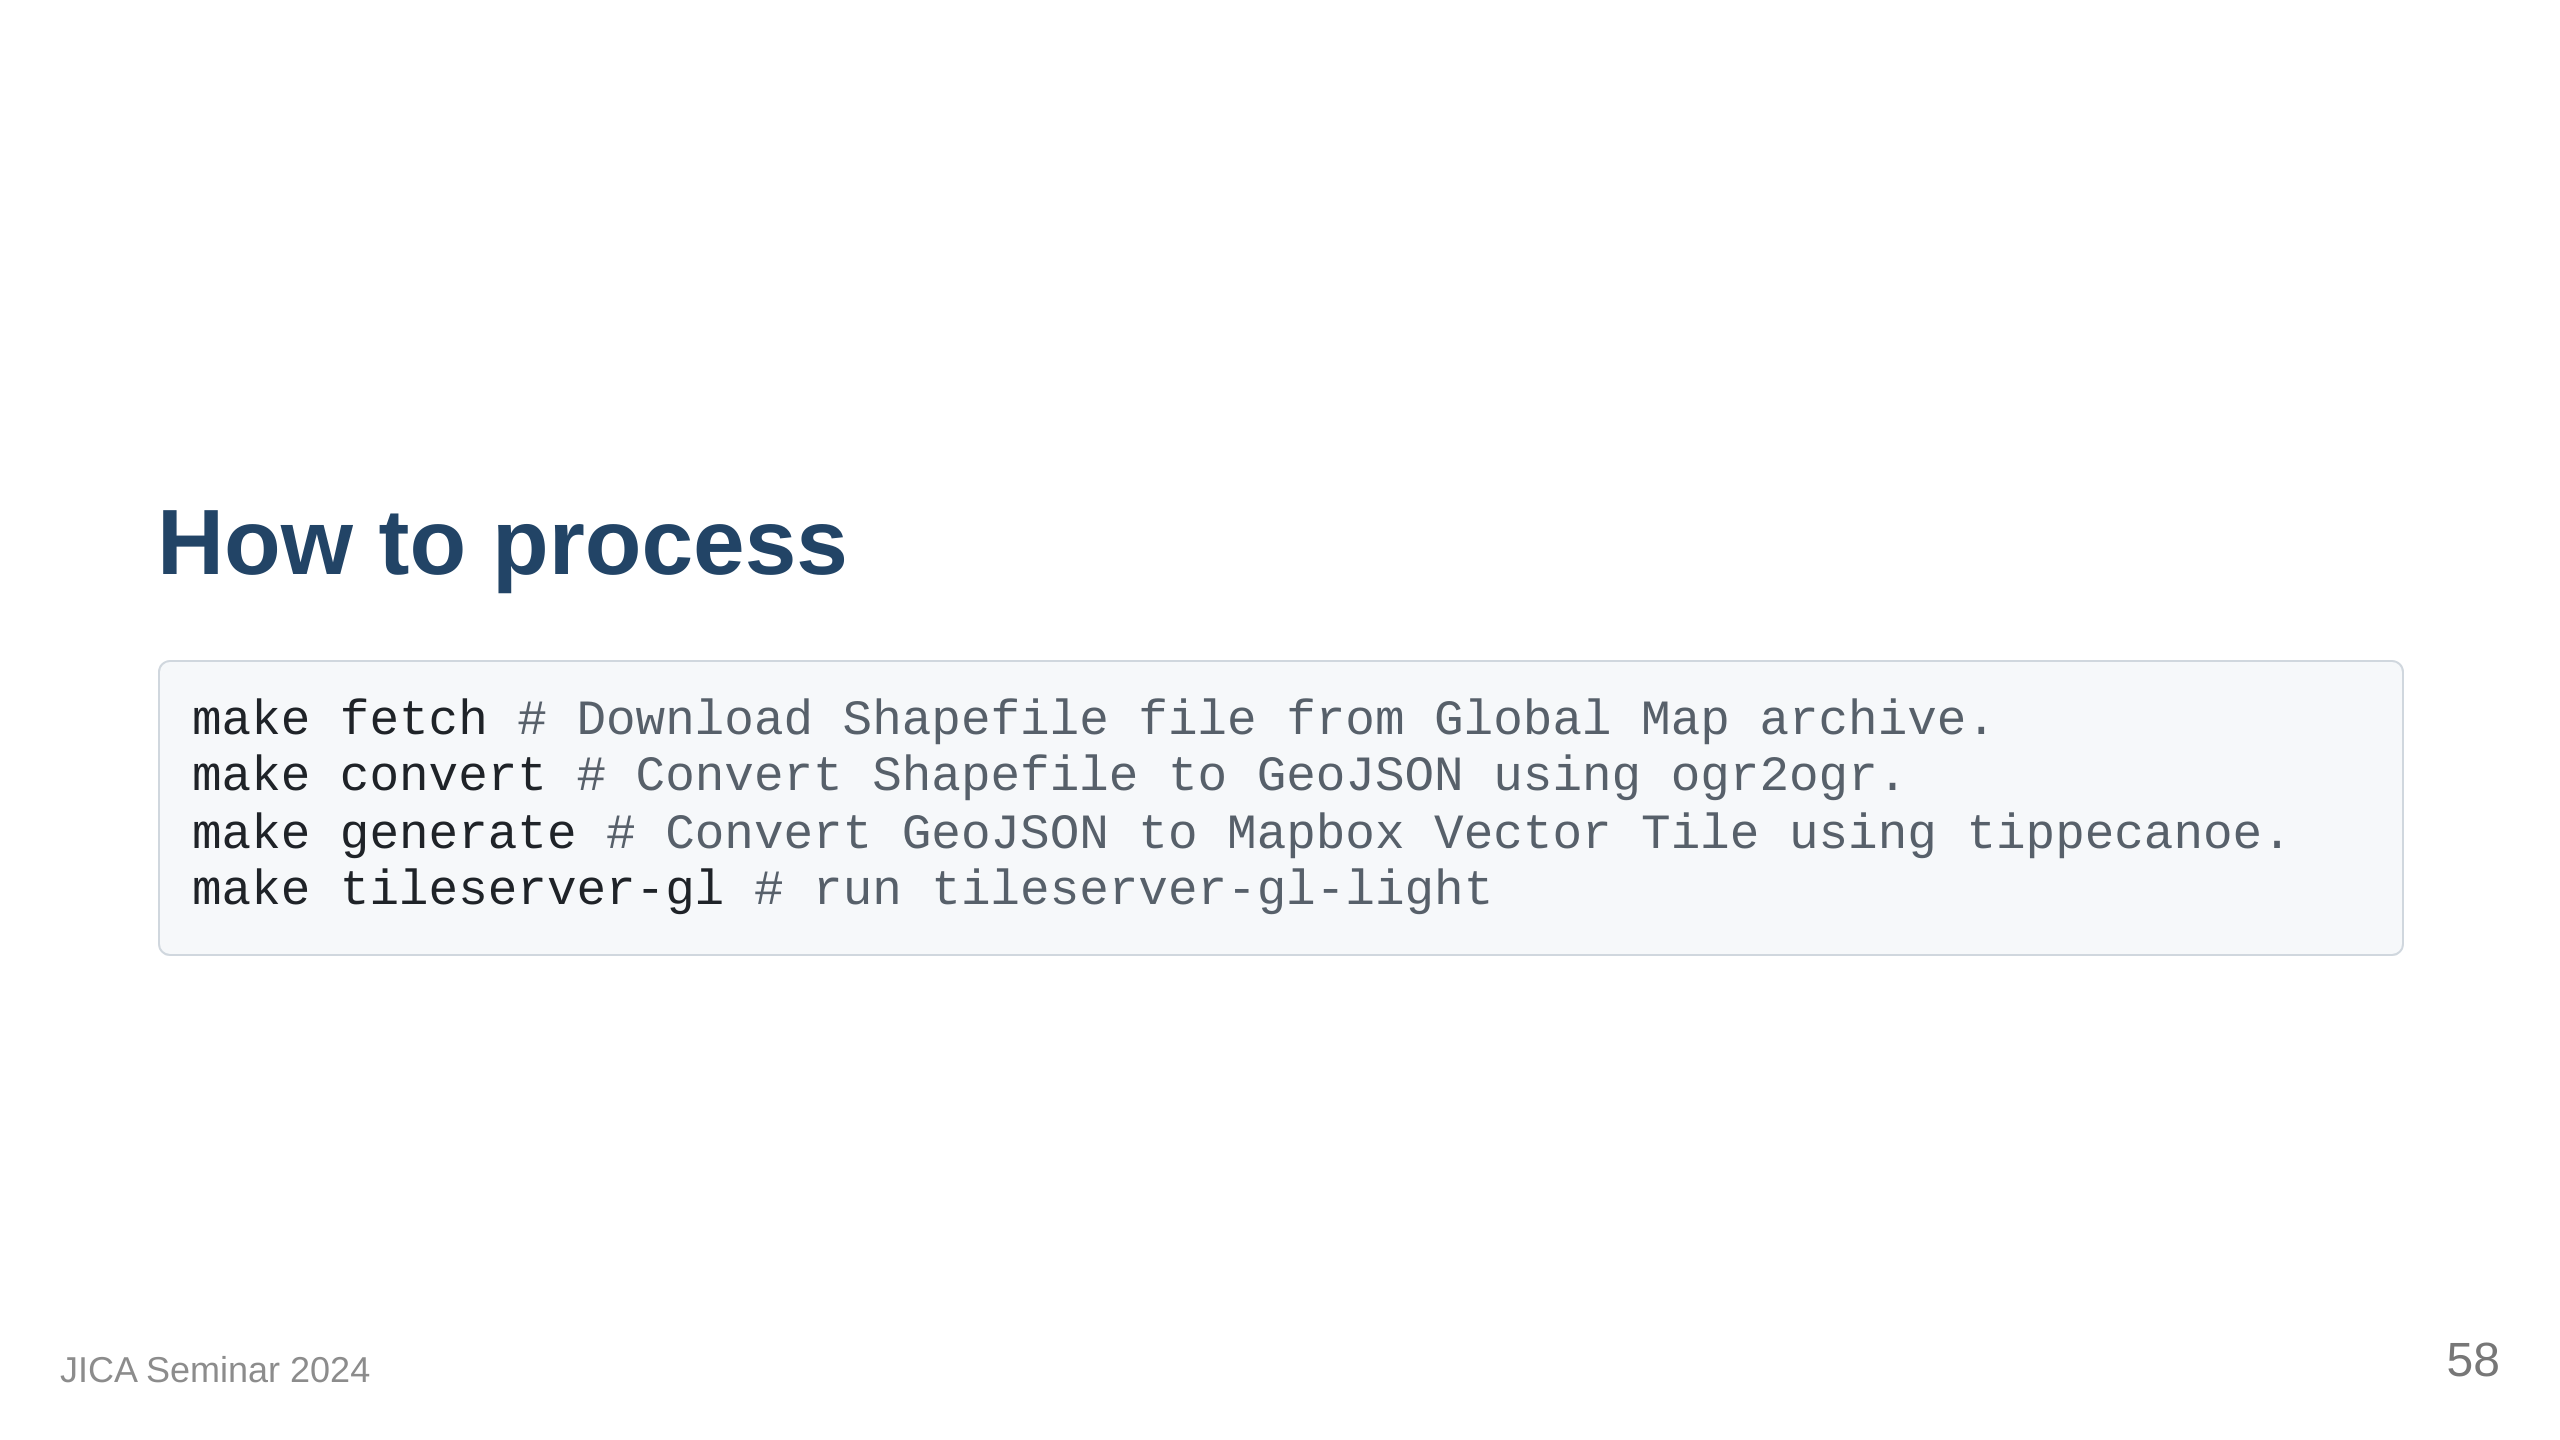 How to process
make fetch # Download Shapefile file from Global Map archive.
make convert # Convert Shapefile to GeoJSON using ogr2ogr.
make generate # Convert GeoJSON to Mapbox Vector Tile using tippecanoe.
make tileserver-gl # run tileserver-gl-light
JICA Seminar 2024
58